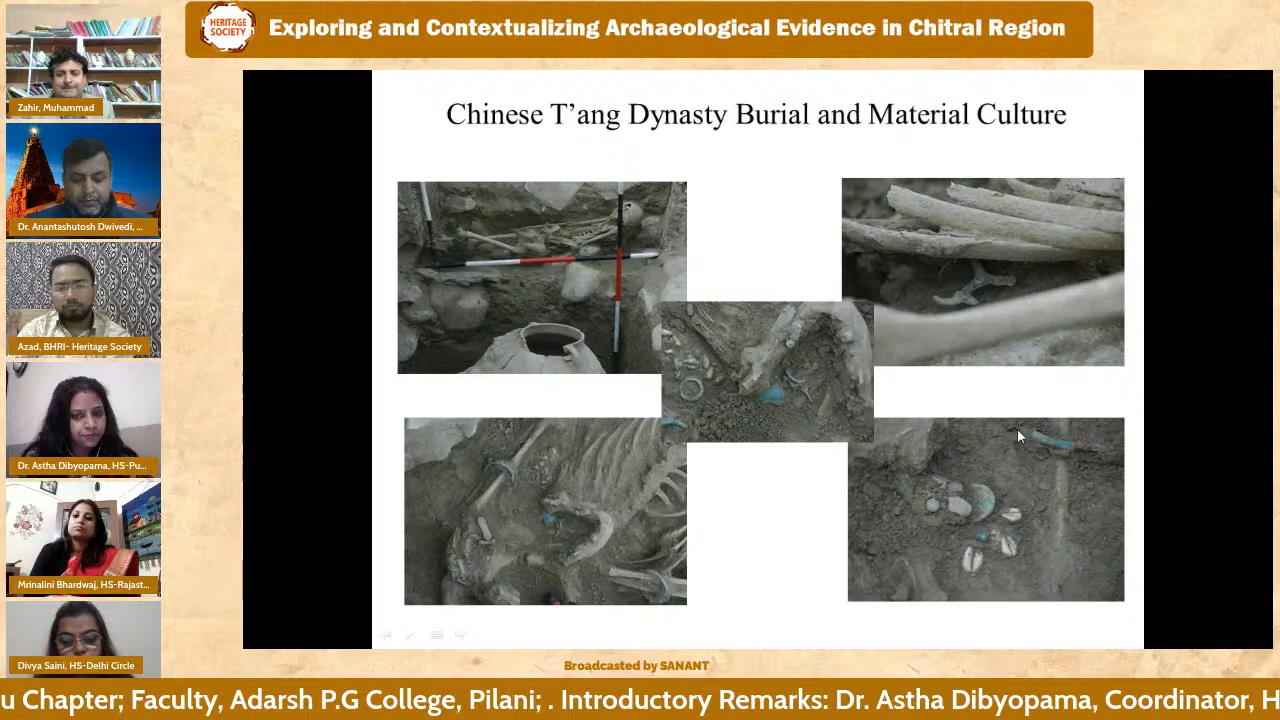 HERITAGE
SOCIETY
Exploring and Contextualizing Archaeological Evidence in Chitral Region
Zahir, Muhammad
Dr. Anantashutosh Dwivedi, ...
Azad, BHRI- Heritage Society
Dr. Astha Dibyopama, HS-Pu...
Mrinalini Bhardwaj, HS-Rajast...
Divya Saini, HS-Delhi Circle
Chinese T’ang Dynasty Burial and Material Culture
Broadcasted by SANANT
u Chapter; Faculty, Adarsh P.G College, Pilani; . Introductory Remarks: Dr. Astha Dibyopama, Coordinator, H